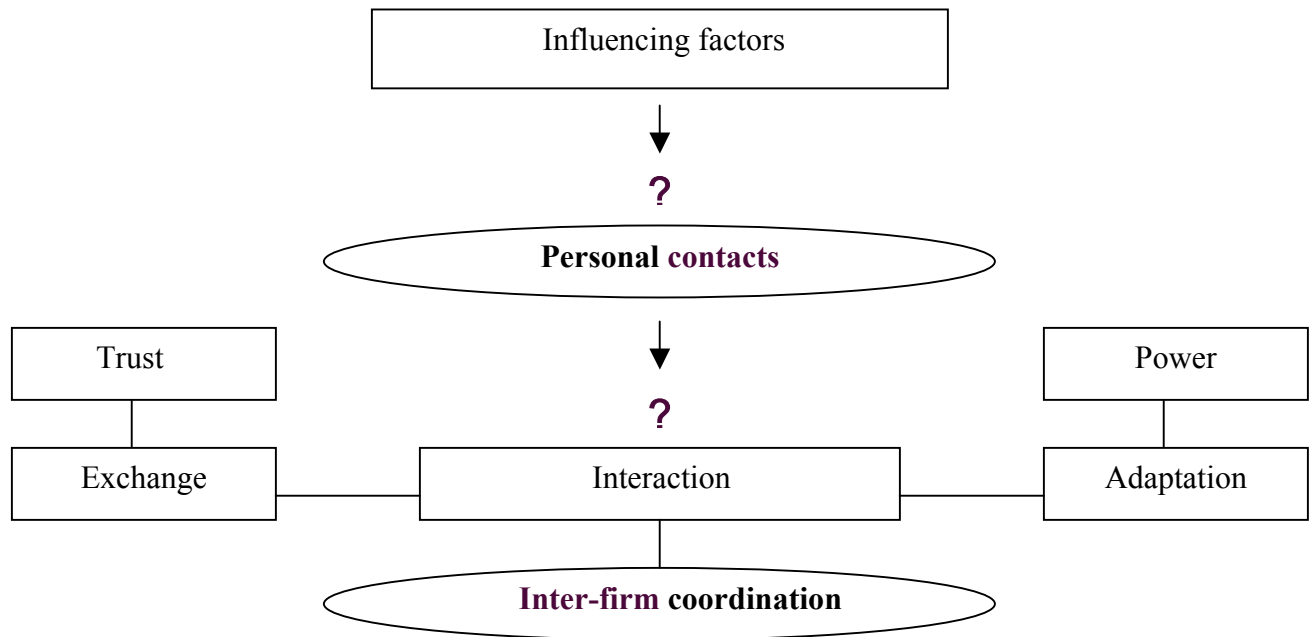 Influencing factors
?
Personal contacts
Trust
Power
?
Exchange
Interaction
Adaptation
Inter-firm coordination